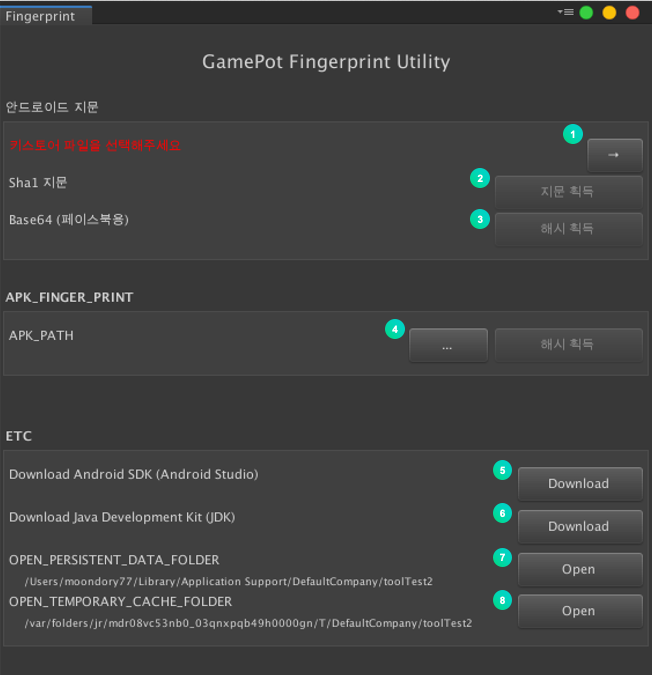 Fingerprint
GamePot Fingerprint Utility
안드로이드 지문
키스토어 파일을 선택해주세요
1
→
Sha1 지문
2
지문 획득
Base64 (페이스북용)
3
해시 획득
APK_FINGER_PRINT
APK_PATH
4
...
해시 획득
ETC
Download Android SDK (Android Studio)
5
Download
Download Java Development Kit (JDK)
6
Download
OPEN_PERSISTENT_DATA_FOLDER
7
Open
/Users/moondory77/Library/Application Support/DefaultCompany/toolTest2
OPEN_TEMPORARY_CACHE_FOLDER
8
Open
/var/folders/jr/mdr08vc53nb0_03qnxpqb49h0000gn/T/DefaultCompany/toolTest2